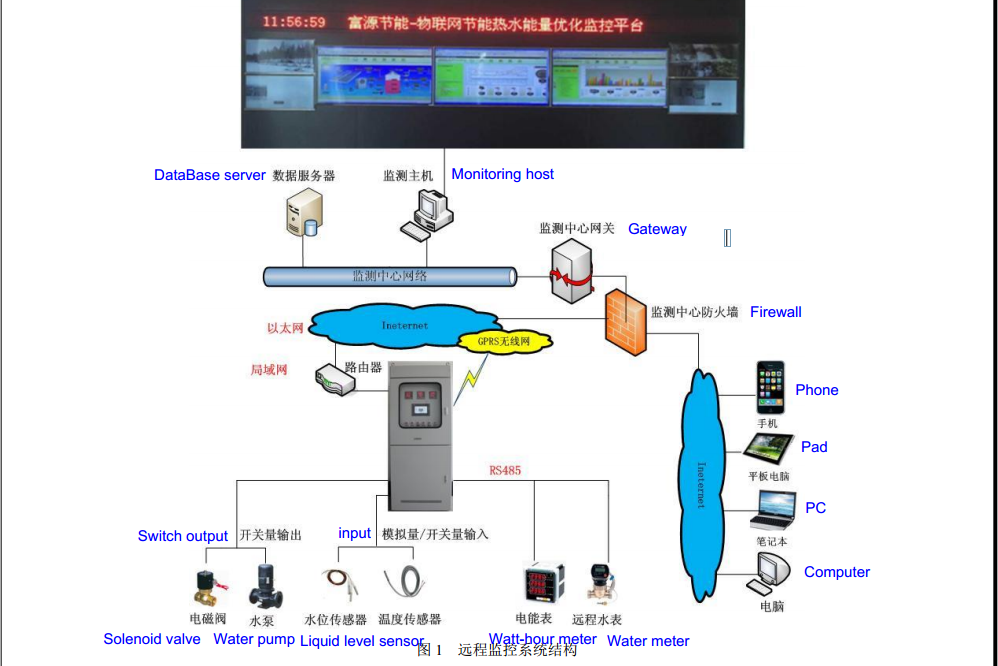 11:56:59 富源节能-物联网节能热水能量优化监控平台
DataBase server 数据服务器
监测主机 Monitoring host
监测中心网关 Gateway
监测中心网络
监测中心防火墙 Firewall
以太网
Ineternet
GPRS无线网
局域网
路由器
Phone
手机
Pad
平板电脑
Ineternet
RS485
PC
笔记本
Switch output 开关量输出
input 模拟量/开关量输入
Computer
电脑
电磁阀
水泵
水位传感器
温度传感器
电能表
远程水表
Solenoid valve
Water pump
Liquid level sensor
Watt-hour meter
Water meter
图 1 远程监控系统结构